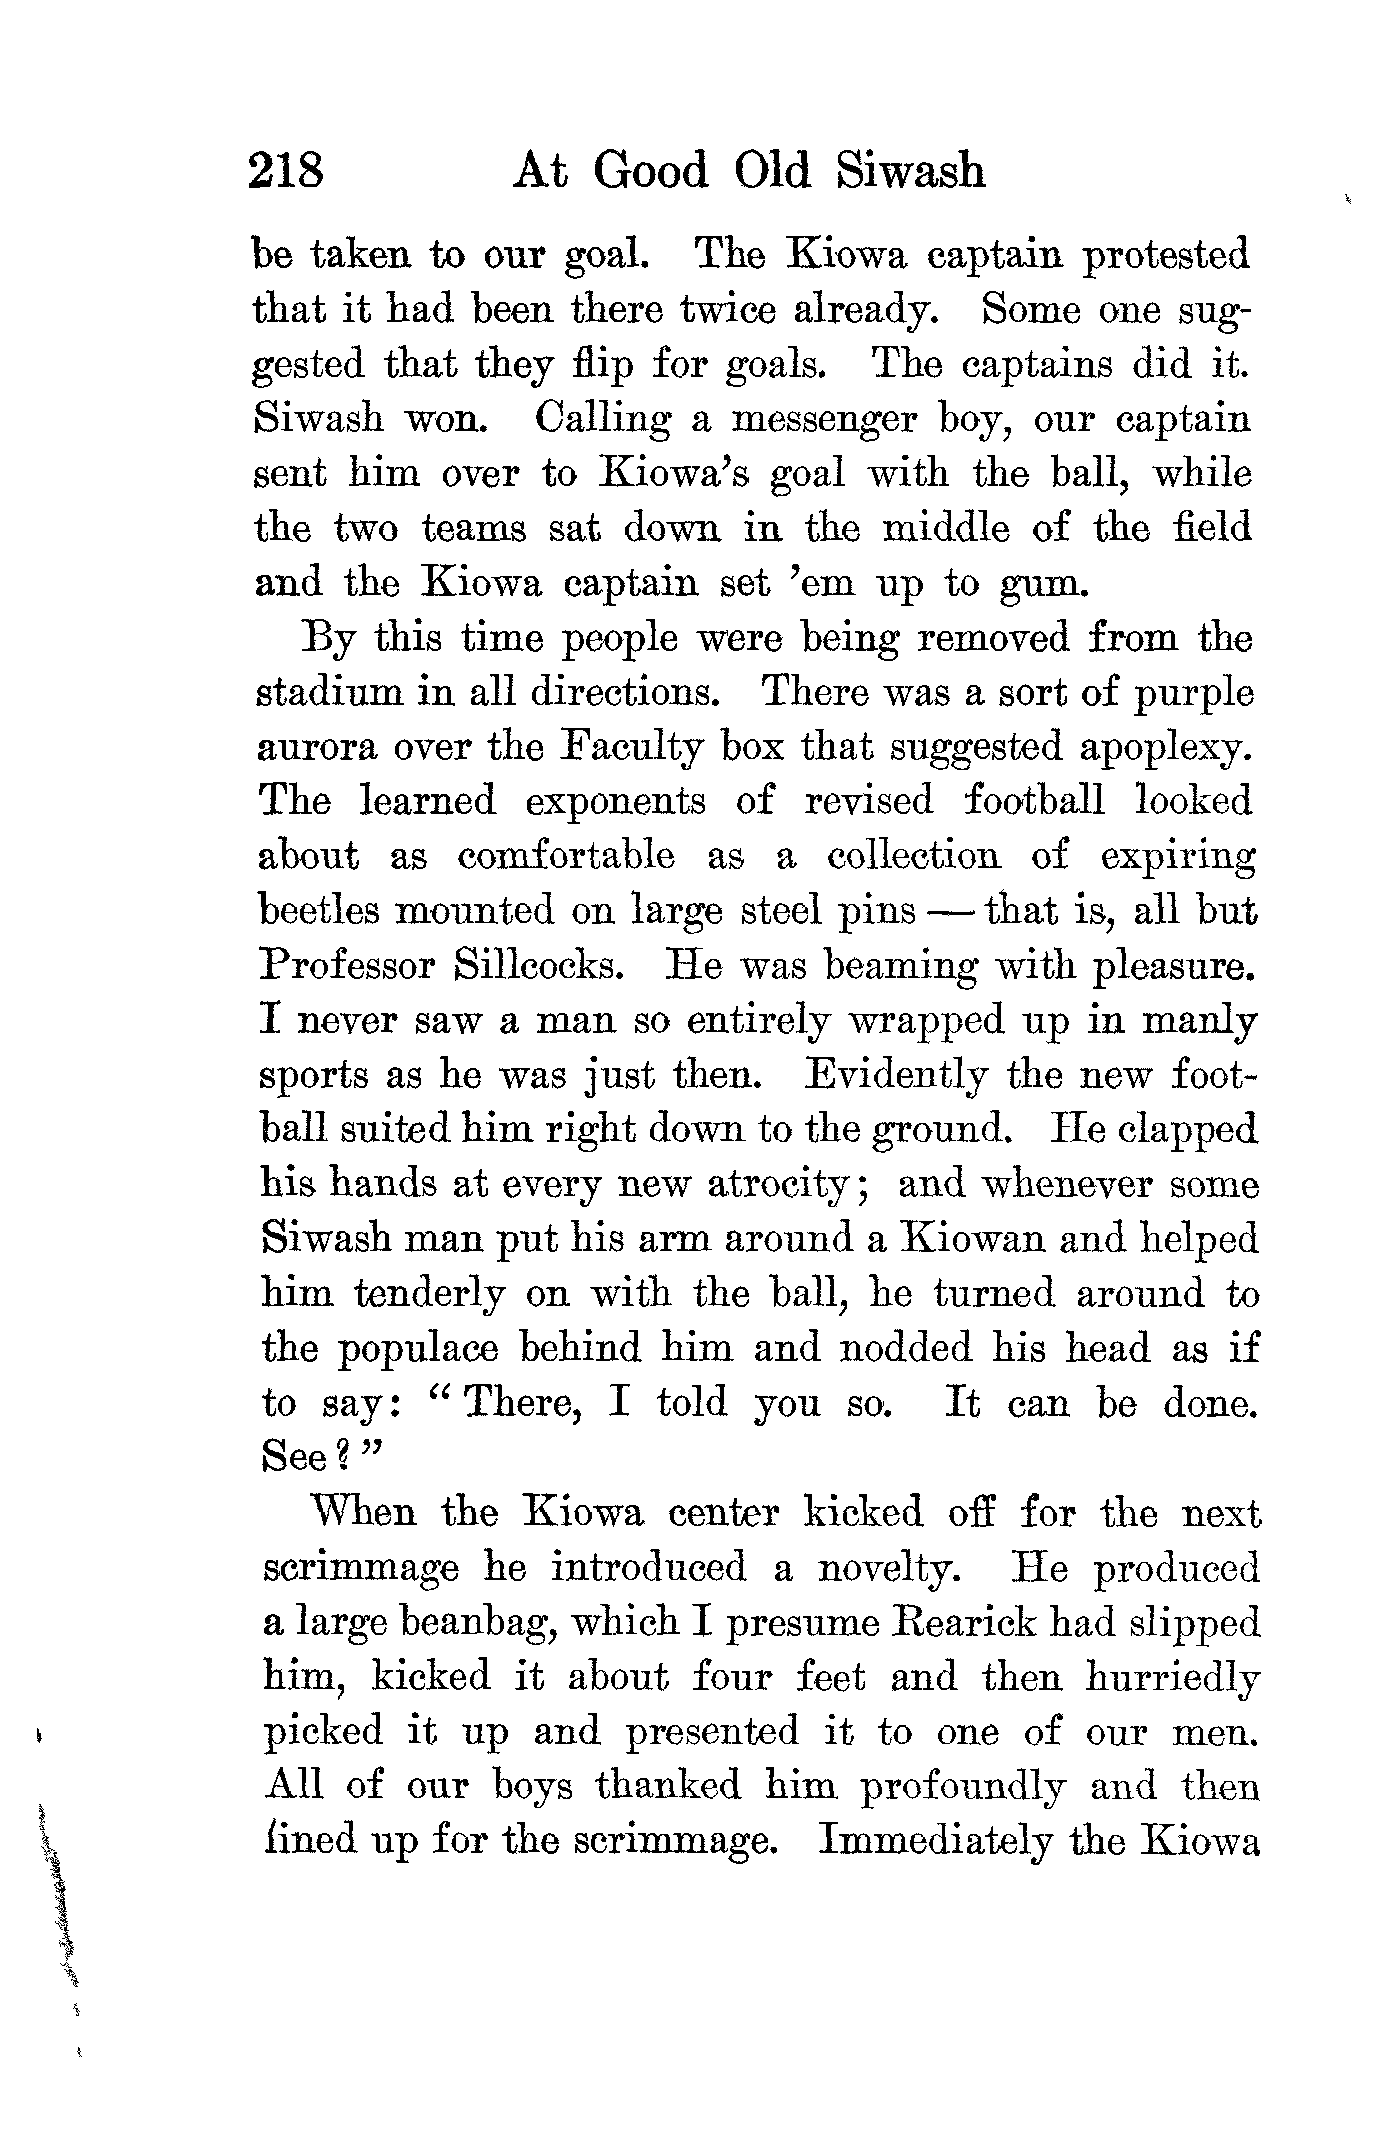 218 At Good Old Siwash
be taken to our goal. The Kiowa captain protested
that it had been there twice already. Some one sug-
gested that they flip for goals. The captains did it.
Siwash won. Calling a messenger boy, our captain
sent him over to Kiowa's goal with the ball, while
the two teams sat down in the middle of the field
and the Kiowa captain set 'em up to gum.
By this time people were being removed from the
stadium in all directions. There was a sort of purple
aurora over the Faculty box that suggested apoplexy.
The learned exponents of revised football looked
about as comfortable as a collection of expiring
beetles mounted on large steel pins — that is, all but
Professor Sillcocks. He was beaming with pleasure.
I never saw a man so entirely wrapped up in manly
sports as he was just then. Evidently the new foot-
ball suited him right down to the ground. He clapped
his hands at every new atrocity; and whenever some
Siwash man put his arm around a Kiowan and helped
him tenderly on with the ball, he turned around to
the populace behind him and nodded his head as if
to say: "There, I told you so. It can be done.
See?"
When the Kiowa center kicked off for the next
scrimmage he introduced a novelty. He produced
a large beanbag, which I presume Rearick had slipped
him, kicked it about four feet and then hurriedly
picked it up and presented it to one of our men.
All of our boys thanked him profoundly and then
lined up for the scrimmage. Immediately the Kiowa